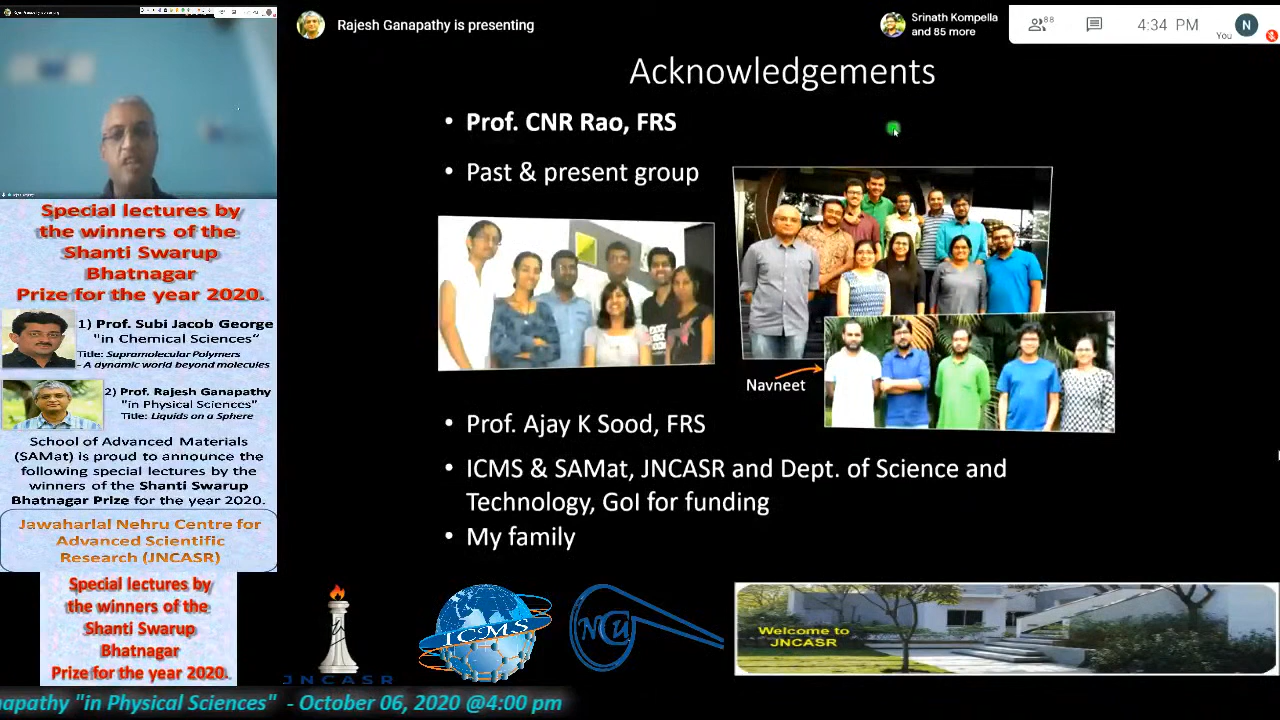 Rajesh Ganapathy is presenting
Srinath Kompella
and 85 more
88
4:34 PM
You
N
Acknowledgements
• Prof. CNR Rao, FRS
• Past & present group
Navneet
• Prof. Ajay K Sood, FRS
• ICMS & SAMat, JNCASR and Dept. of Science and
Technology, GoI for funding
• My family
Special lectures by
the winners of the
Shanti Swarup
Bhatnagar
Prize for the year 2020.
1) Prof. Subi Jacob George
"in Chemical Sciences"
Title: Supramolecular Polymers
- A dynamic world beyond molecules
2) Prof. Rajesh Ganapathy
"in Physical Sciences"
Title: Liquids on a Sphere
School of Advanced Materials
(SAMat) is proud to announce the
following special lectures by the
winners of the Shanti Swarup
Bhatnagar Prize for the year 2020.
Jawaharlal Nehru Centre for
Advanced Scientific
Research (JNCASR)
Special lectures by
the winners of the
Shanti Swarup
Bhatnagar
Prize for the year 2020.
JNCASR
ICMS
NCU
Welcome to
JNCASR
napathy "in Physical Sciences" - October 06, 2020 @4:00 pm